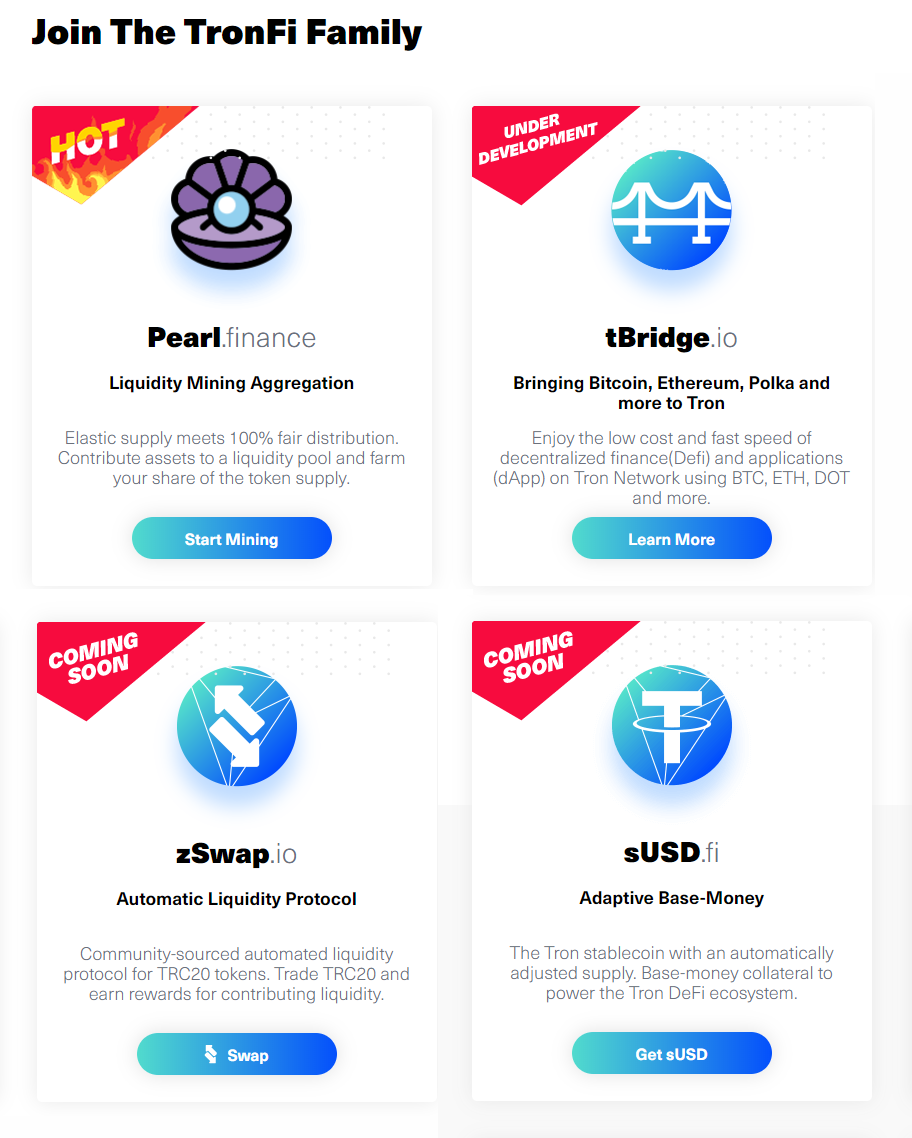 Join The TronFi Family
HOT
Pearl.finance
Liquidity Mining Aggregation
Elastic supply meets 100% fair distribution.
Contribute assets to a liquidity pool and farm
your share of the token supply.
Start Mining
UNDER
DEVELOPMENT
tBridge.io
Bringing Bitcoin, Ethereum, Polka and
more to Tron
Enjoy the low cost and fast speed of
decentralized finance(Defi) and applications
(dApp) on Tron Network using BTC, ETH, DOT
and more.
Learn More
COMING
SOON
zSwap.io
Automatic Liquidity Protocol
Community-sourced automated liquidity
protocol for TRC20 tokens. Trade TRC20 and
earn rewards for contributing liquidity.
Swap
COMING
SOON
sUSD.fi
Adaptive Base-Money
The Tron stablecoin with an automatically
adjusted supply. Base-money collateral to
power the Tron DeFi ecosystem.
Get sUSD